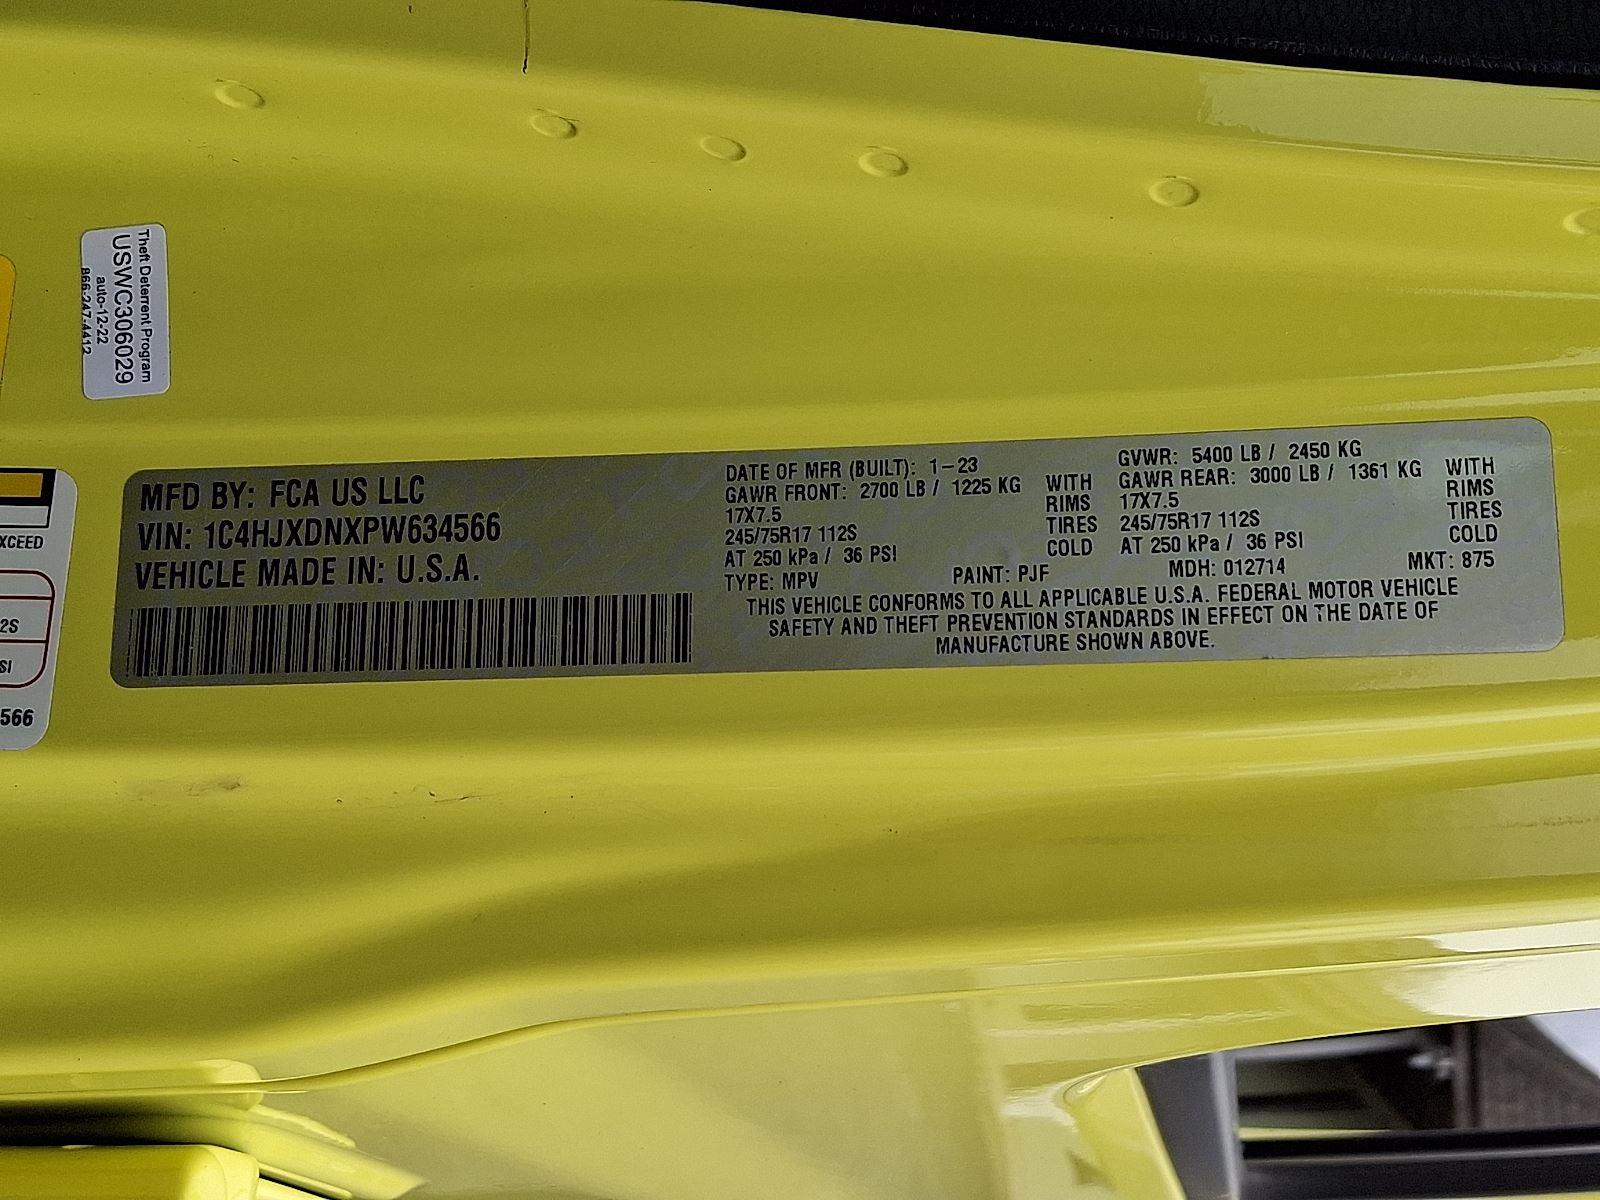 Theft Deterrent Program
USWC306029
auto-12-22
866-247-4412
XCEED
2S
SI
566
MFD BY: FCA US LLC
VIN: 1C4HJXDNXPW634566
VEHICLE MADE IN: U.S.A.
DATE OF MFR (BUILT): 1-23
GAWR FRONT: 2700 LB / 1225 KG WITH
17X7.5 RIMS
245/75R17 112S TIRES
AT 250 kPa / 36 PSI COLD
GVWR: 5400 LB / 2450 KG
GAWR REAR: 3000 LB / 1361 KG WITH
17X7.5 RIMS
245/75R17 112S TIRES
AT 250 kPa / 36 PSI COLD
TYPE: MPV PAINT: PJF MDH: 012714 MKT: 875
THIS VEHICLE CONFORMS TO ALL APPLICABLE U.S.A. FEDERAL MOTOR VEHICLE
SAFETY AND THEFT PREVENTION STANDARDS IN EFFECT ON THE DATE OF
MANUFACTURE SHOWN ABOVE.